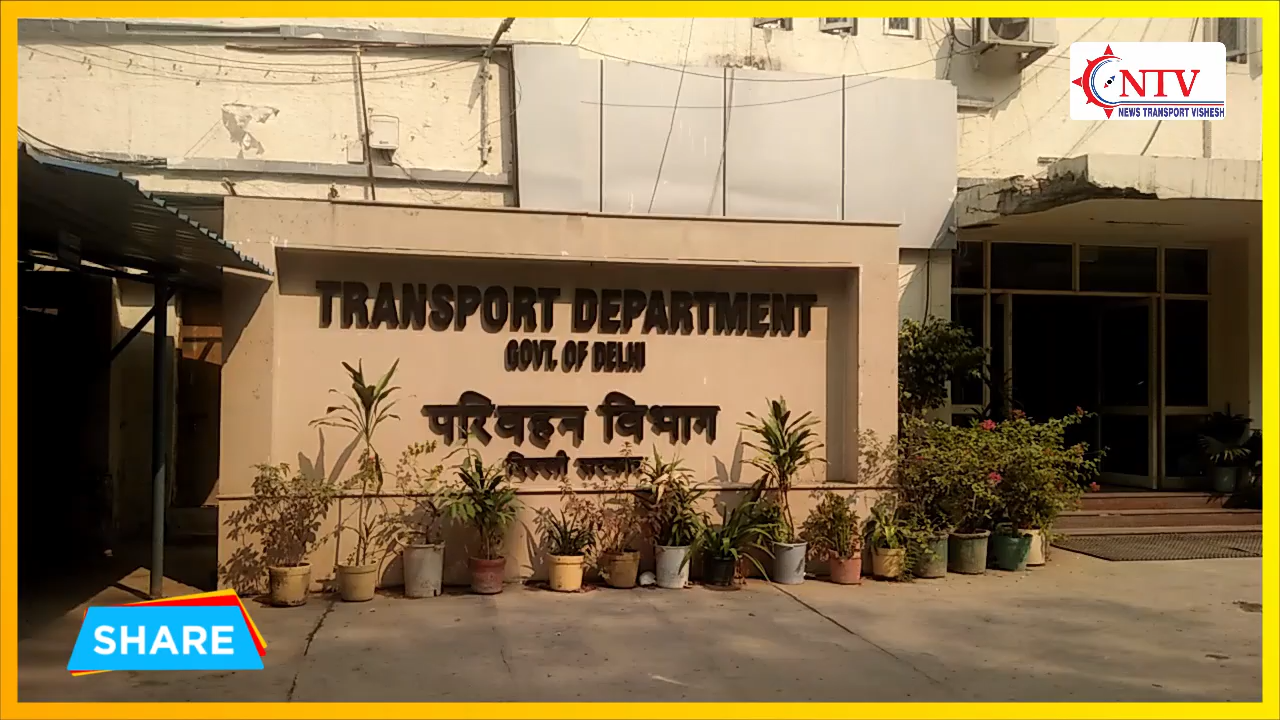 NTV
NEWS TRANSPORT VISHESH
TRANSPORT DEPARTMENT
GOVT. OF DELHI
परिवहन विभाग
दिल्ली सरकार
SHARE